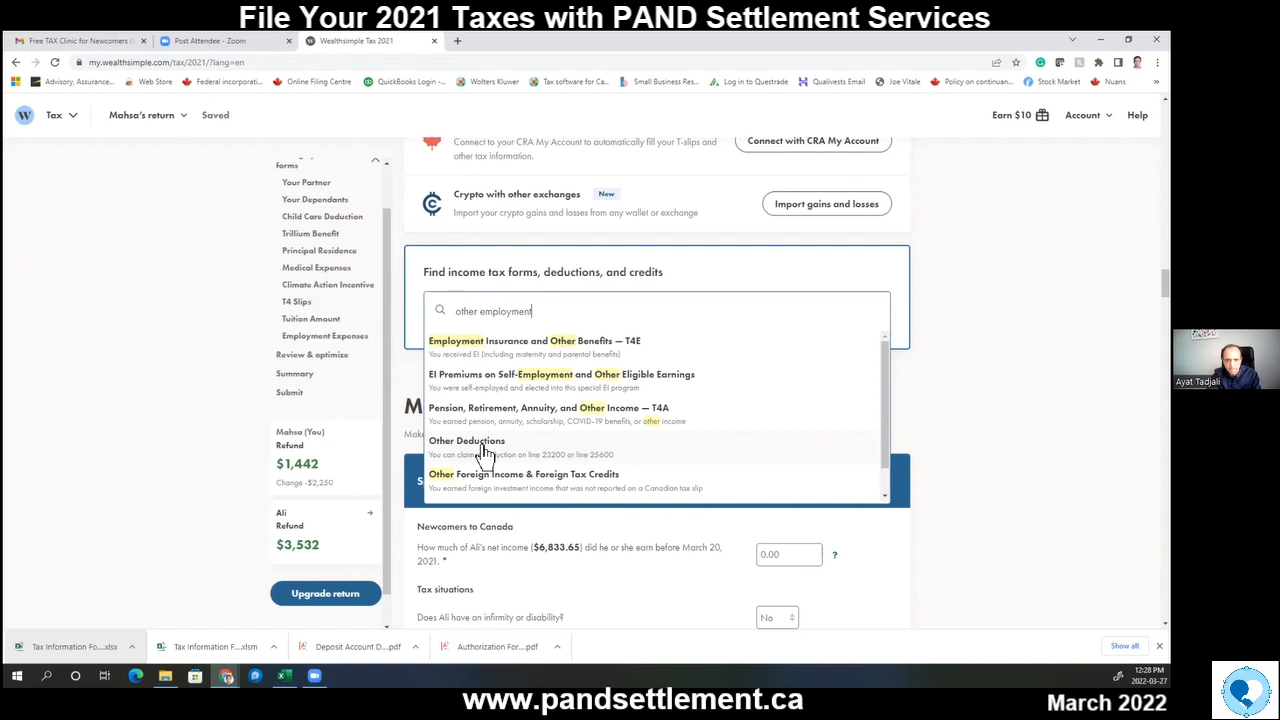 File Your 2021 Taxes with PAND Settlement Services
Free TAX Clinic for Newcomers (
Post Attendee - Zoom
Wealthsimple Tax 2021
my.wealthsimple.com/tax/2021/?lang=en
Advisory, Assurance...
Web Store
Federal incorporati...
Online Filing Centre
QuickBooks Login -...
Wolters Kluwer
Tax software for Ca...
Small Business Res...
Log in to Questrade
Qualivests Email
Joe Vitale
Policy on continuan...
Stock Market
Nuans
Tax
Mahsa's return
Saved
Earn $10
Account
Help
forms
Your Partner
Your Dependants
Child Care Deduction
Trillium Benefit
Principal Residence
Medical Expenses
Climate Action Incentive
T4 Slips
Tuition Amount
Employment Expenses
Review & optimize
Summary
Submit
Mahsa (You)
Refund
$1,442
Change -$2,250
Ali
Refund
$3,532
Upgrade return
Connect to your CRA My Account to automatically fill your T-slips and
other tax information.
Connect with CRA My Account
Crypto with other exchanges
New
Import your crypto gains and losses from any wallet or exchange
Import gains and losses
Find income tax forms, deductions, and credits
other employment
Employment Insurance and Other Benefits — T4E
You received EI (including maternity and parental benefits)
EI Premiums on Self-Employment and Other Eligible Earnings
You were self-employed and elected into this special EI program
Pension, Retirement, Annuity, and Other Income — T4A
You earned pension, annuity, scholarship, COVID-19 benefits, or other income
Other Deductions
You can claim uction on line 23200 or line 25600
Other Foreign Income & Foreign Tax Credits
You earned foreign investment income that was not reported on a Canadian tax slip
M
Make
S
Newcomers to Canada
How much of Ali's net income ($6,833.65) did he or she earn before March 20,
2021. *
0.00
?
Tax situations
Does Ali have an infirmity or disability?
No
Ayat Tadjali
Tax Information Fo....xlsx
Tax Information F....xlsm
Deposit Account D....pdf
Authorization For....pdf
Show all
12:28 PM
2022-03-27
www.pandsettlement.ca
March 2022